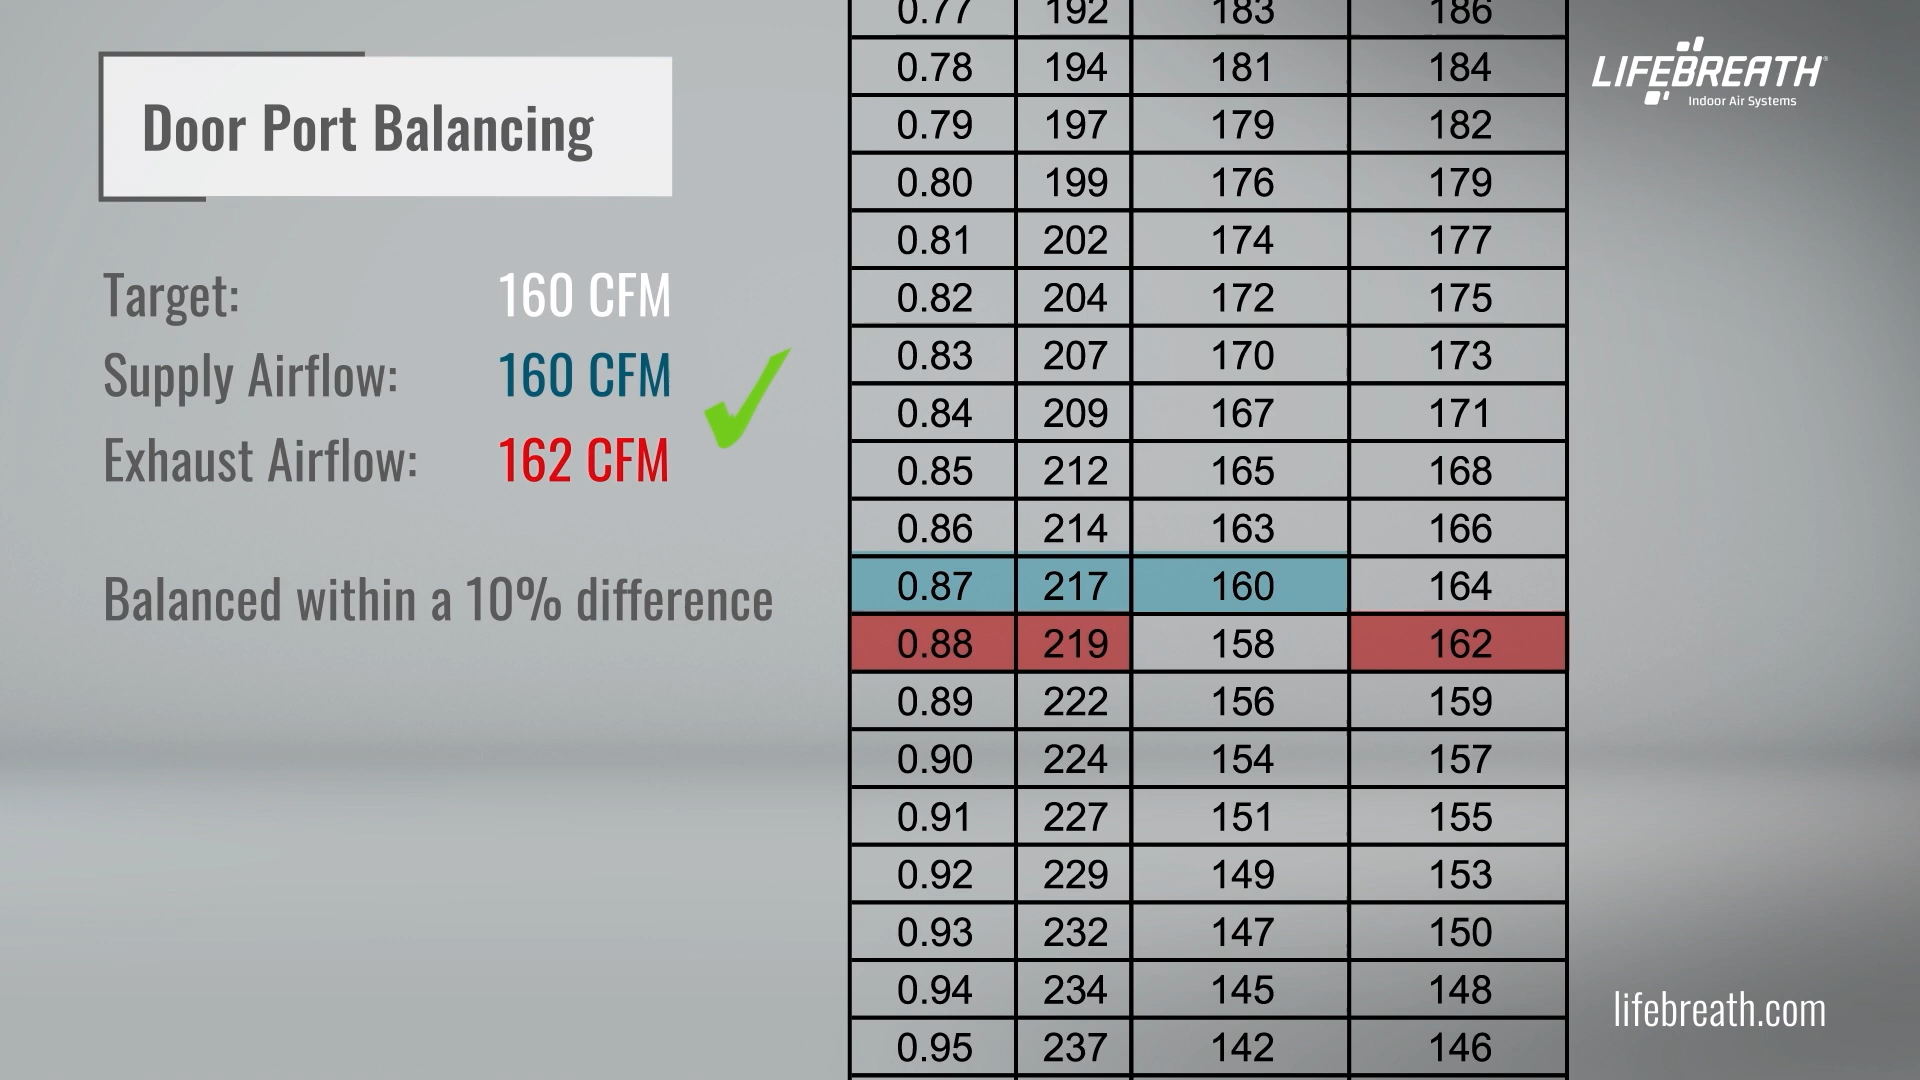 Door Port Balancing
Target: 160 CFM
Supply Airflow: 160 CFM
Exhaust Airflow: 162 CFM
Balanced within a 10% difference
0.77 192 183 186
0.78 194 181 184
0.79 197 179 182
0.80 199 176 179
0.81 202 174 177
0.82 204 172 175
0.83 207 170 173
0.84 209 167 171
0.85 212 165 168
0.86 214 163 166
0.87 217 160 164
0.88 219 158 162
0.89 222 156 159
0.90 224 154 157
0.91 227 151 155
0.92 229 149 153
0.93 232 147 150
0.94 234 145 148
0.95 237 142 146
LIFEBREATH
Indoor Air Systems
lifebreath.com